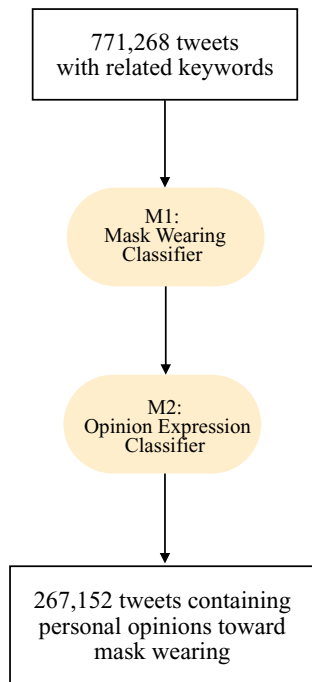 771,268 tweets
with related keywords
M1:
Mask Wearing
Classifier
M2:
Opinion Expression
Classifier
267,152 tweets containing
personal opinions toward
mask wearing